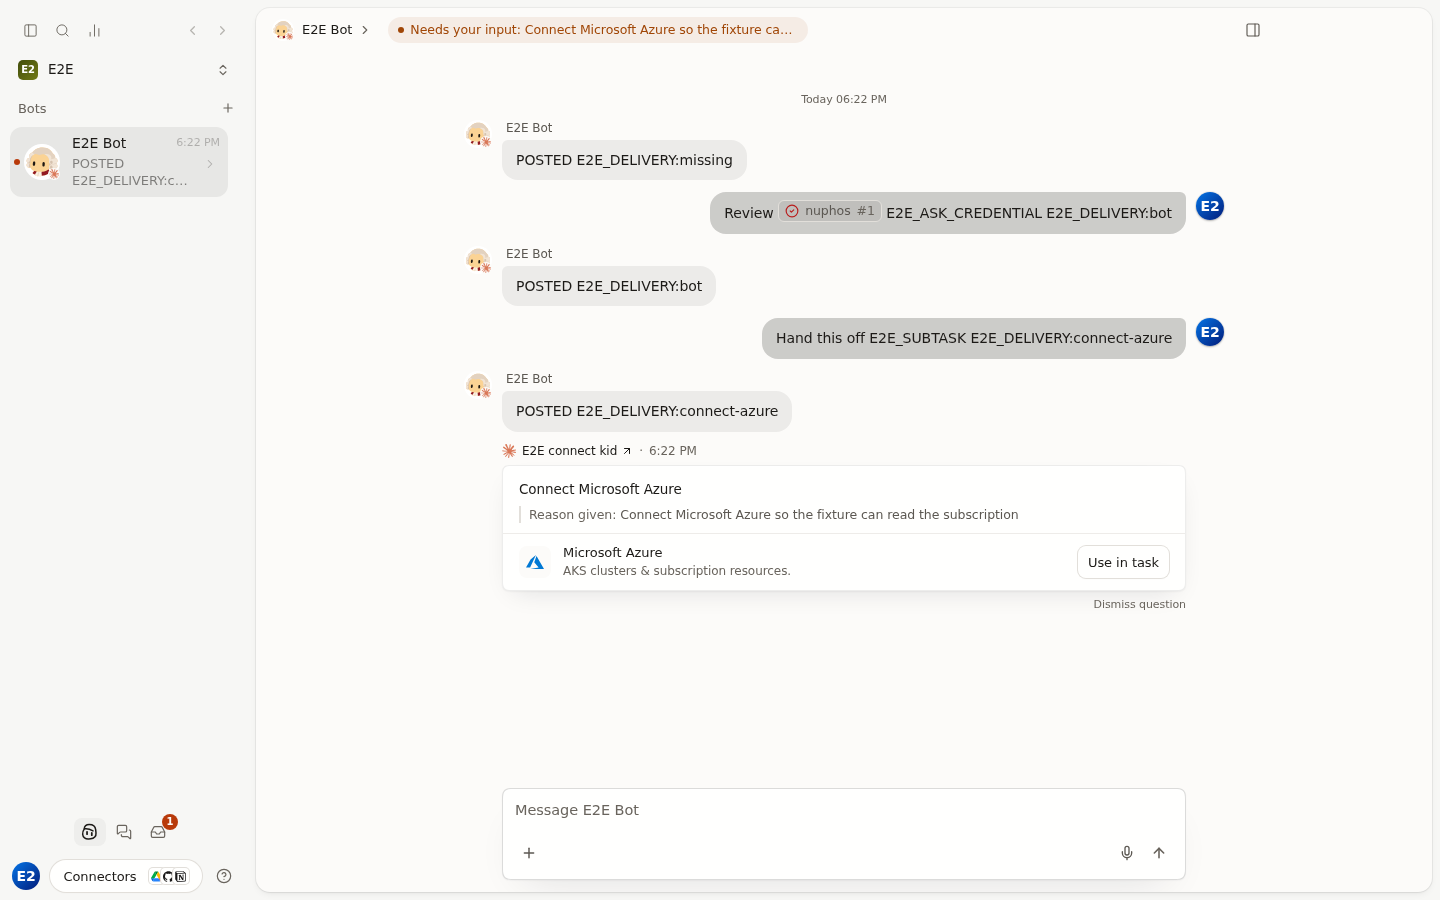 E2E Bot
Needs your input: Connect Microsoft Azure so the fixture ca...
E2 E2E
Bots
E2E Bot 6:22 PM
POSTED
E2E_DELIVERY:c...
Today 06:22 PM
E2E Bot
POSTED E2E_DELIVERY:missing
Review nuphos #1 E2E_ASK_CREDENTIAL E2E_DELIVERY:bot
E2
E2E Bot
POSTED E2E_DELIVERY:bot
Hand this off E2E_SUBTASK E2E_DELIVERY:connect-azure
E2
E2E Bot
POSTED E2E_DELIVERY:connect-azure
E2E connect kid · 6:22 PM
Connect Microsoft Azure
Reason given: Connect Microsoft Azure so the fixture can read the subscription
Microsoft Azure
AKS clusters & subscription resources.
Use in task
Dismiss question
Message E2E Bot
1
E2 Connectors